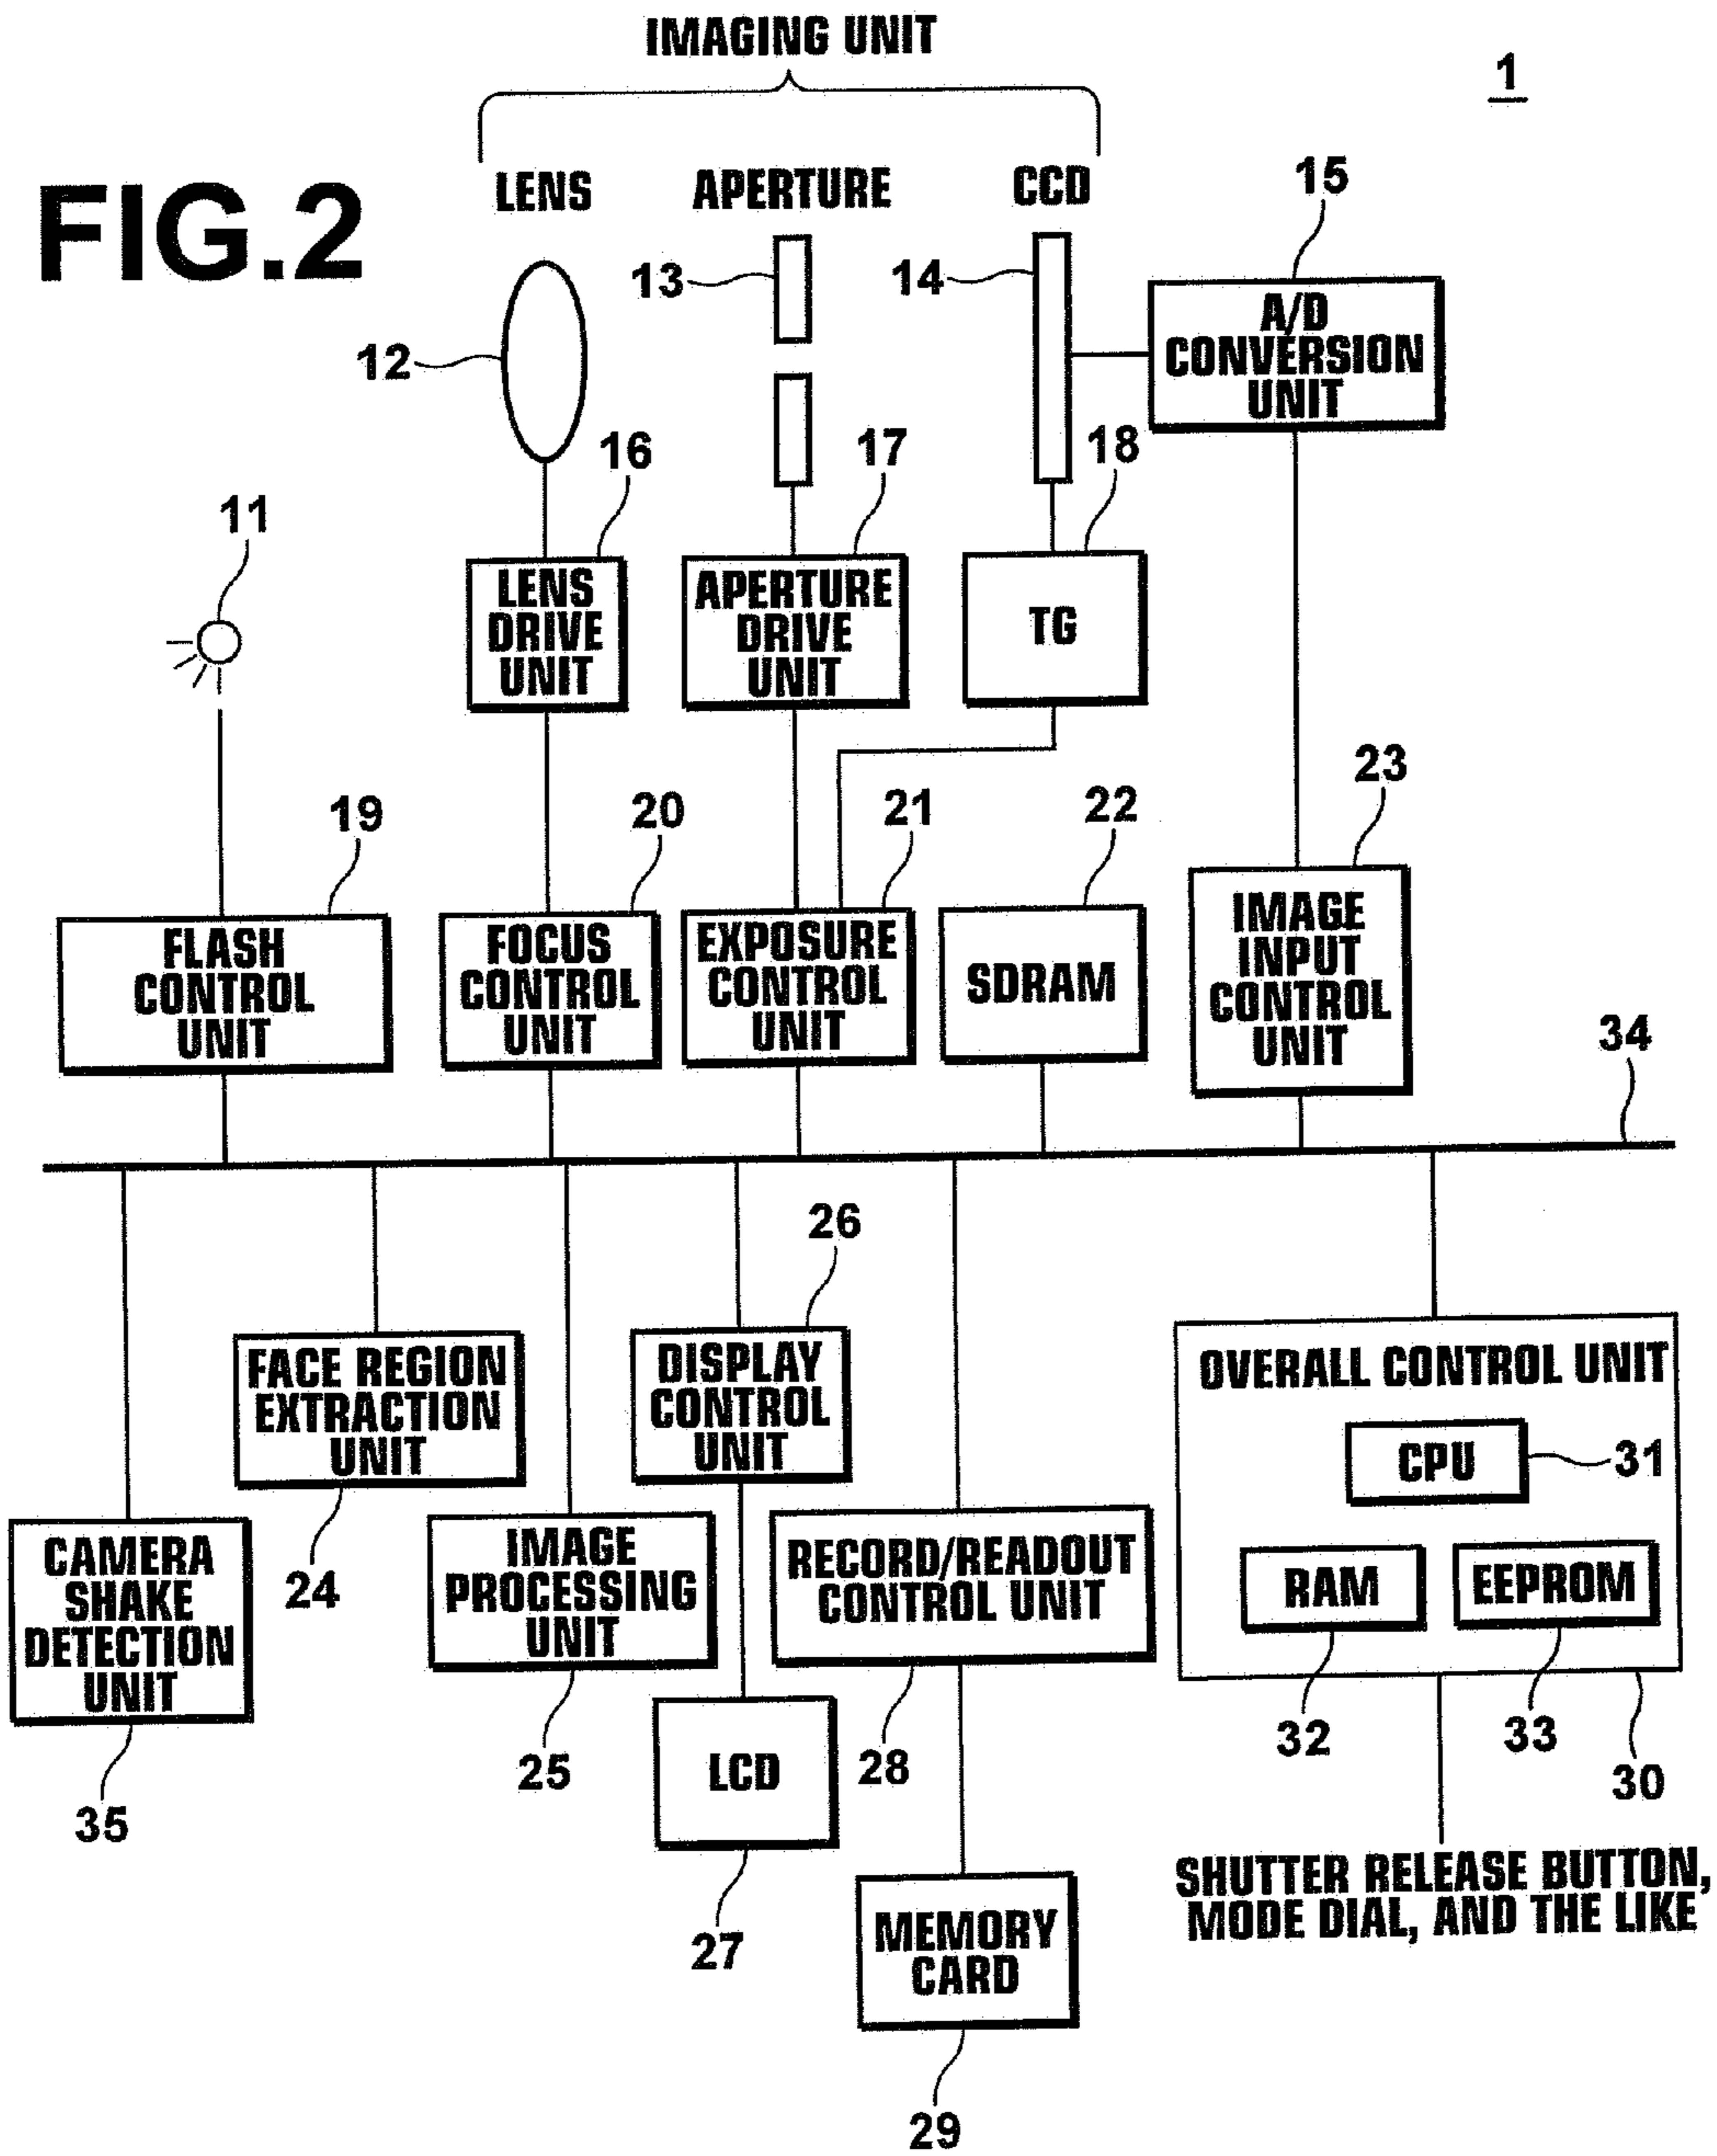 IMAGING UNIT
1
FIG.2
LENS
APERTURE
CCD
15
13
14
12
A/D
CONVERSION
UNIT
11
16
17
18
LENS
DRIVE
UNIT
APERTURE
DRIVE
UNIT
TG
19
20
21
22
23
FLASH
CONTROL
UNIT
FOCUS
CONTROL
UNIT
EXPOSURE
CONTROL
UNIT
SDRAM
IMAGE
INPUT
CONTROL
UNIT
34
26
FACE REGION
EXTRACTION
UNIT
24
DISPLAY
CONTROL
UNIT
OVERALL CONTROL UNIT
CPU
31
RAM
EEPROM
32
33
30
CAMERA
SHAKE
DETECTION
UNIT
35
IMAGE
PROCESSING
UNIT
25
RECORD/READOUT
CONTROL UNIT
28
LCD
27
SHUTTER RELEASE BUTTON,
MODE DIAL, AND THE LIKE
MEMORY
CARD
29